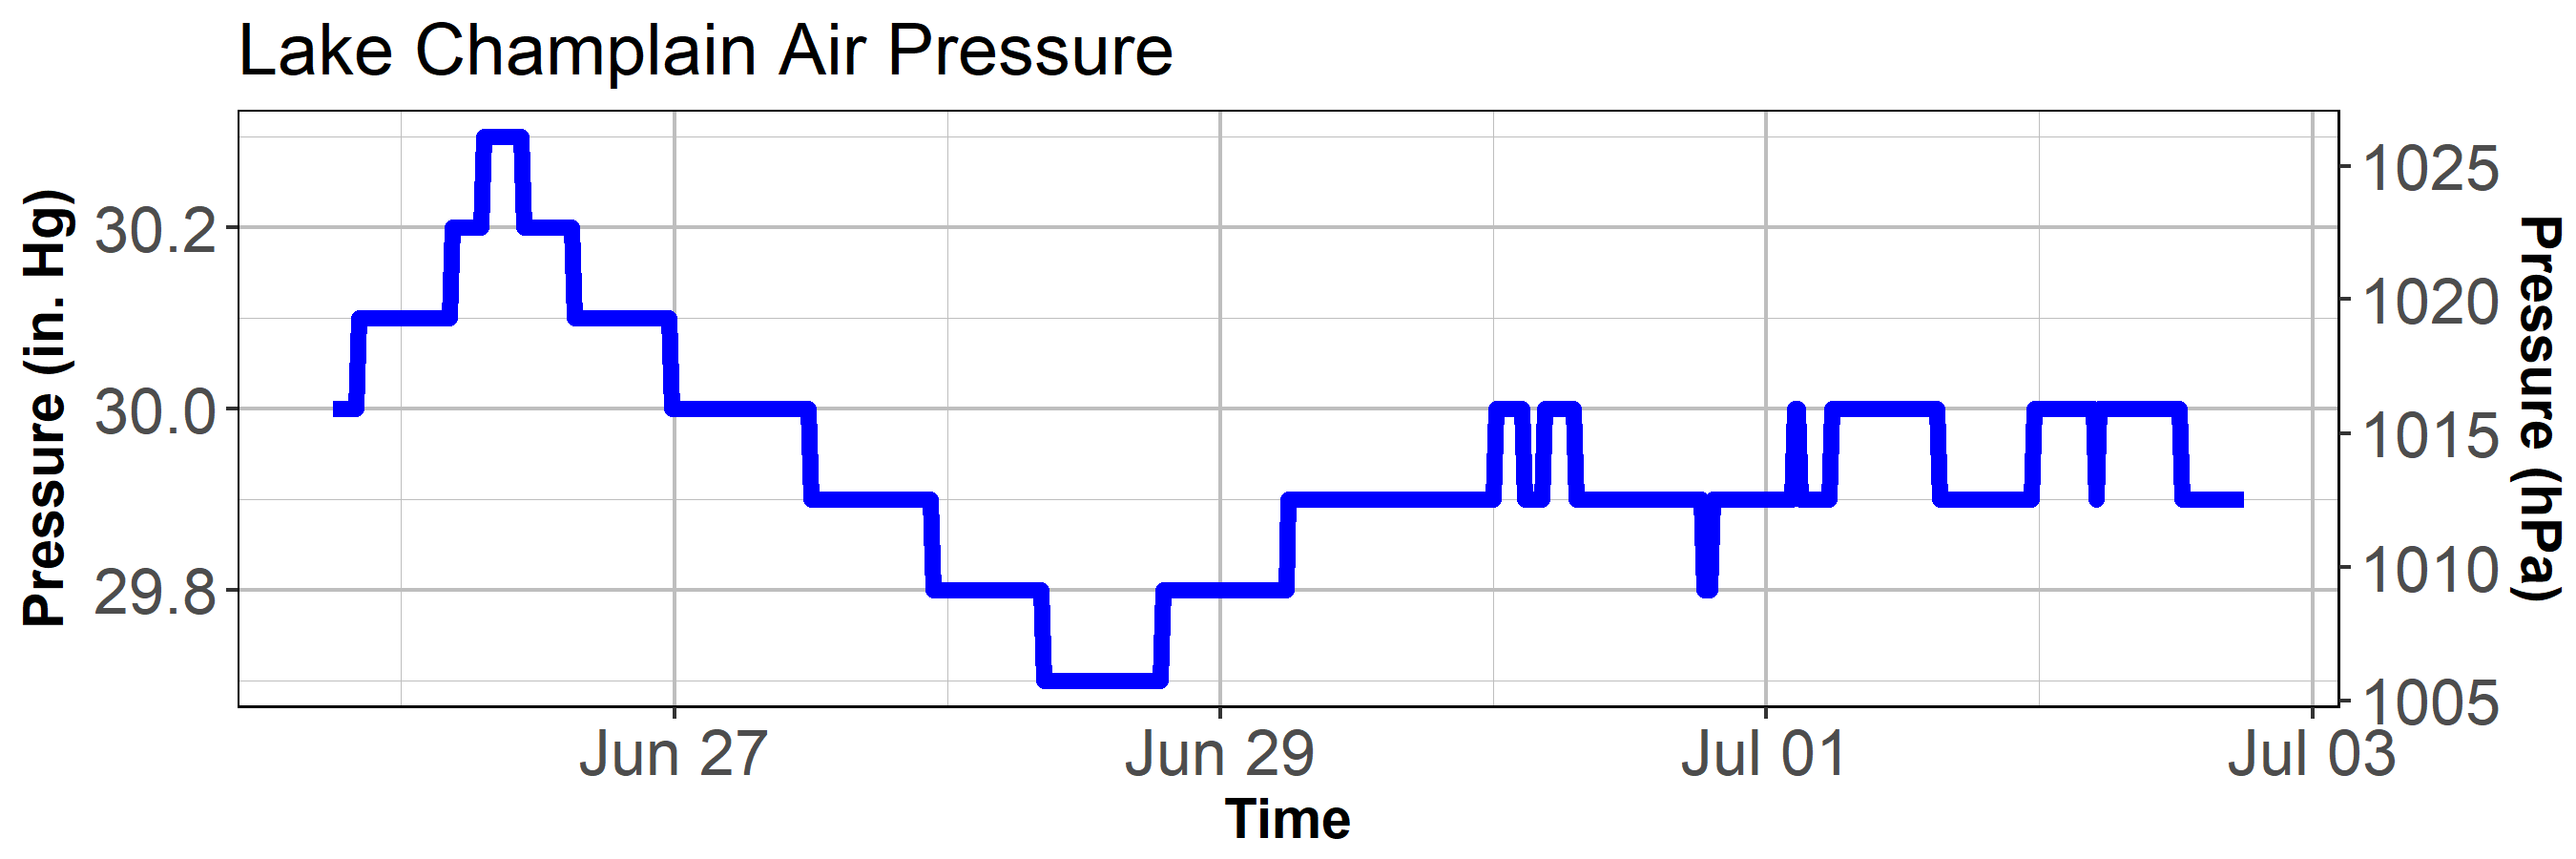 Lake Champlain Air Pressure
Pressure (in. Hg)
30.2
30.0
29.8
1025
1020
1015
1010
1005
Pressure (hPa)
Jun 27
Jun 29
Jul 01
Jul 03
Time